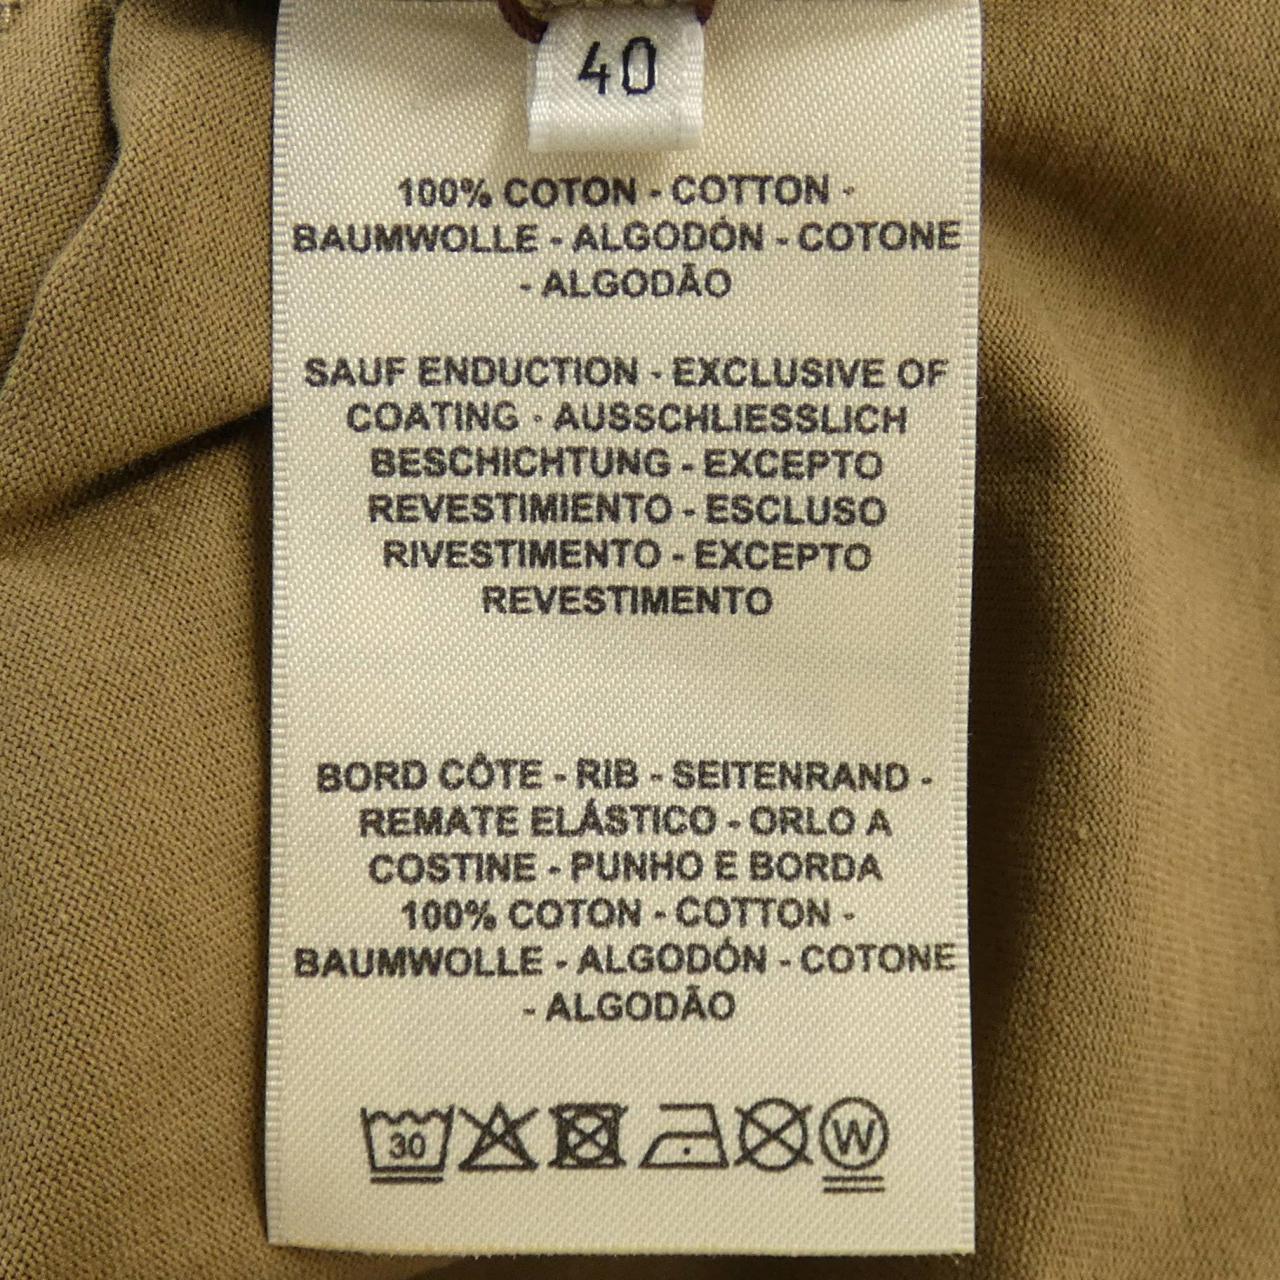 40
100% COTON - COTTON -
BAUMWOLLE - ALGODÓN - COTONE
- ALGODÃO
SAUF ENDUCTION - EXCLUSIVE OF
COATING - AUSSCHLIESSLICH
BESCHICHTUNG - EXCEPTO
REVESTIMIENTO - ESCLUSO
RIVESTIMENTO - EXCEPTO
REVESTIMENTO
BORD CÔTE - RIB - SEITENRAND -
REMATE ELÁSTICO - ORLO A
COSTINE - PUNHO E BORDA
100% COTON - COTTON -
BAUMWOLLE - ALGODÓN - COTONE
- ALGODÃO
30 W